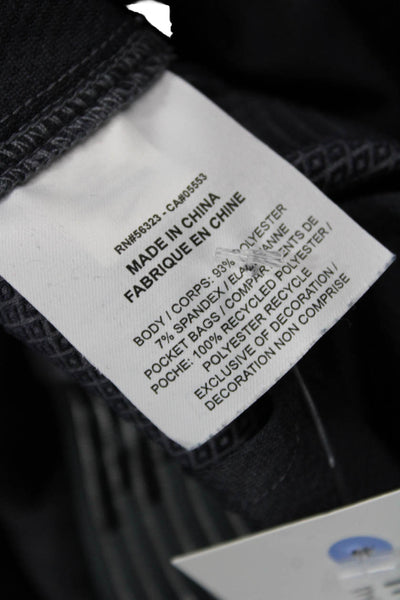 RN#56323 - CA#05553
MADE IN CHINA
FABRIQUE EN CHINE
BODY / CORPS: 93% POLYESTER
7% SPANDEX /
POCKET BAGS / COMPARTIMENTS DE
POCHE: 100% RECYCLED POLYESTER /
POLYESTER RECYCLE
EXCLUSIVE OF DECORATION /
DECORATION NON COMPRISE